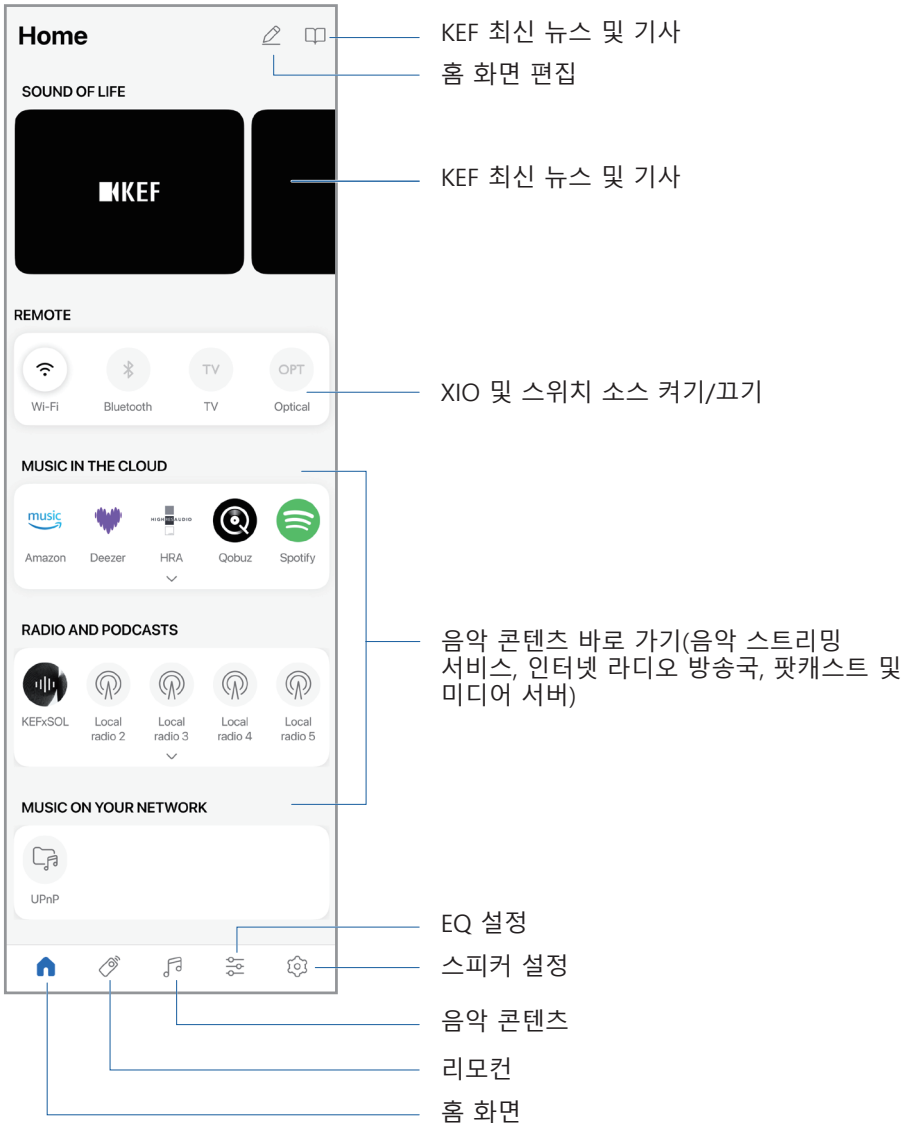 Home
KEF 최신 뉴스 및 기사
홈 화면 편집
SOUND OF LIFE
KEF
KEF 최신 뉴스 및 기사
REMOTE
TV
OPT
Wi-Fi
Bluetooth
TV
Optical
XIO 및 스위치 소스 켜기/끄기
MUSIC IN THE CLOUD
music
HIGHRESAUDIO
Amazon
Deezer
HRA
Qobuz
Spotify
RADIO AND PODCASTS
음악 콘텐츠 바로 가기(음악 스트리밍
서비스, 인터넷 라디오 방송국, 팟캐스트 및
미디어 서버)
KEFxSOL
Local
radio 2
Local
radio 3
Local
radio 4
Local
radio 5
MUSIC ON YOUR NETWORK
UPnP
EQ 설정
스피커 설정
음악 콘텐츠
리모컨
홈 화면